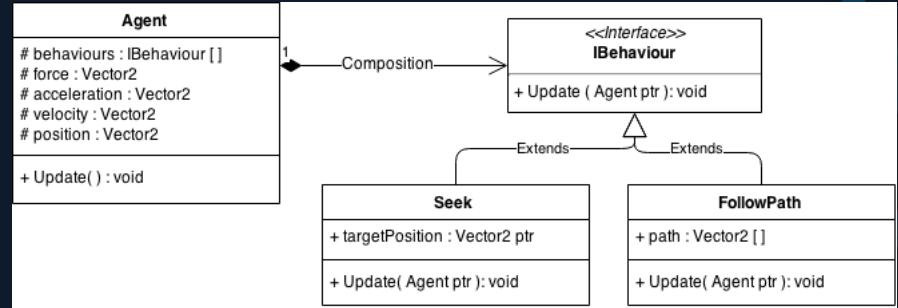 Agent
# behaviours : IBehaviour [ ]
# force : Vector2
# acceleration : Vector2
# velocity : Vector2
# position : Vector2
+ Update( ) : void
1
Composition
<<Interface>>
IBehaviour
+ Update ( Agent ptr ): void
Extends
Extends
Seek
+ targetPosition : Vector2 ptr
+ Update( Agent ptr ): void
FollowPath
+ path : Vector2 [ ]
+ Update( Agent ptr ): void